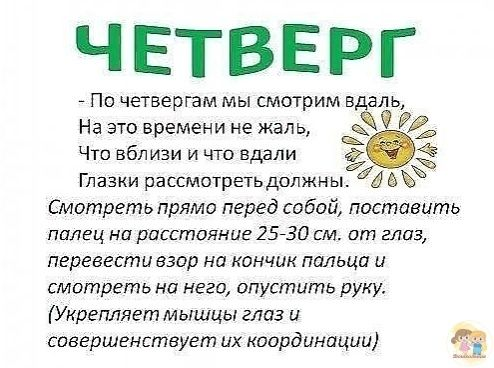 ЧЕТВЕРГ
- По четвергам мы смотрим вдаль,
На это времени не жаль,
Что вблизи и что вдали
Глазки рассмотреть должны.
Смотреть прямо перед собой, поставить
палец на расстояние 25-30 см. от глаз,
перевести взор на кончик пальца и
смотреть на него, опустить руку.
(Укрепляет мышцы глаз и
совершенствует их координации)